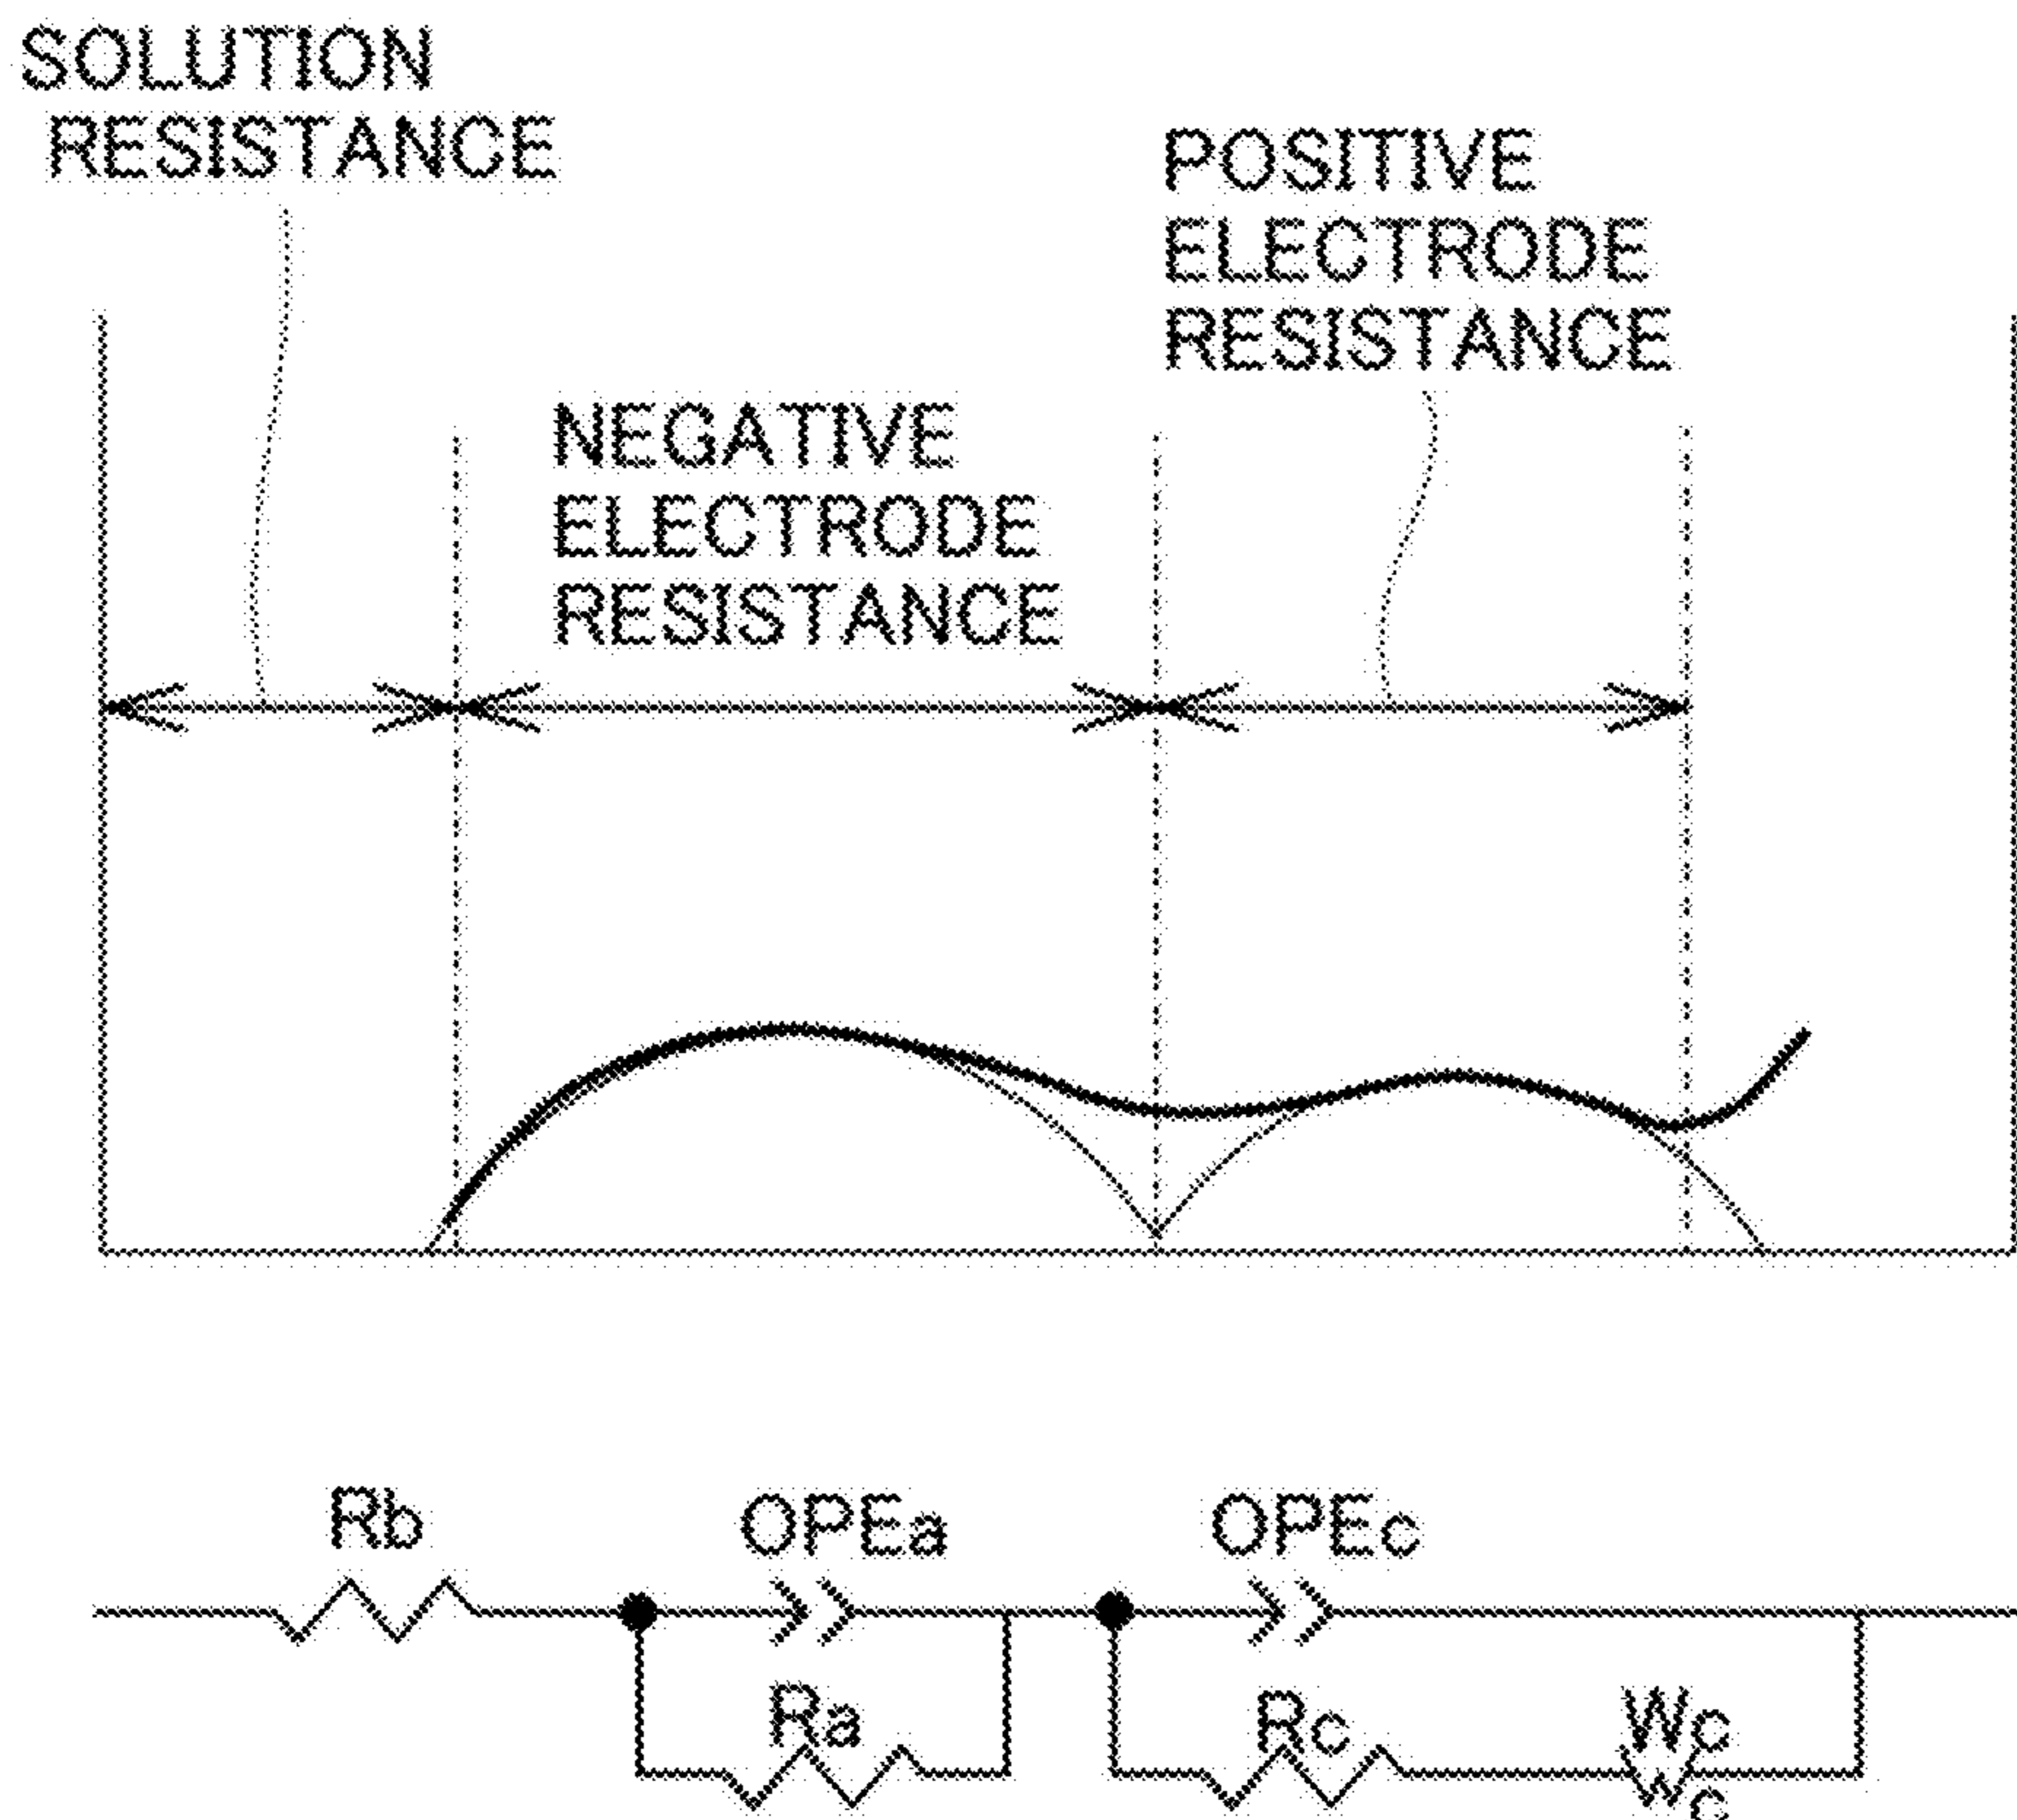 SOLUTION
RESISTANCE
POSITIVE
ELECTRODE
RESISTANCE
NEGATIVE
ELECTRODE
RESISTANCE
Rb
OPEa
OPEc
Ra
Rc
Wc